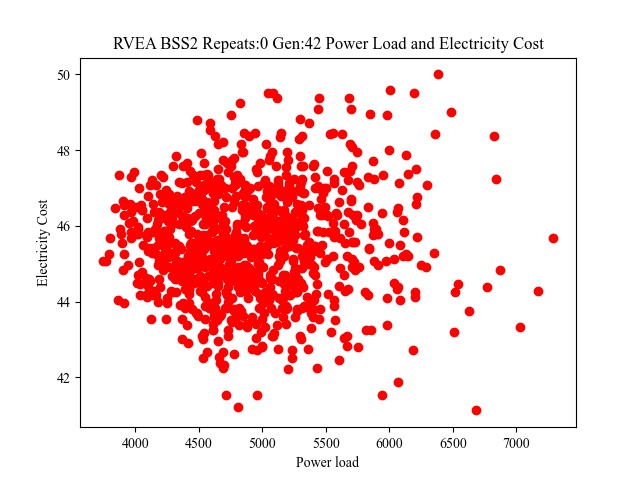 RVEA BSS2 Repeats:0 Gen:42 Power Load and Electricity Cost
50
48
46
44
42
Electricity Cost
4000 4500 5000 5500 6000 6500 7000
Power load